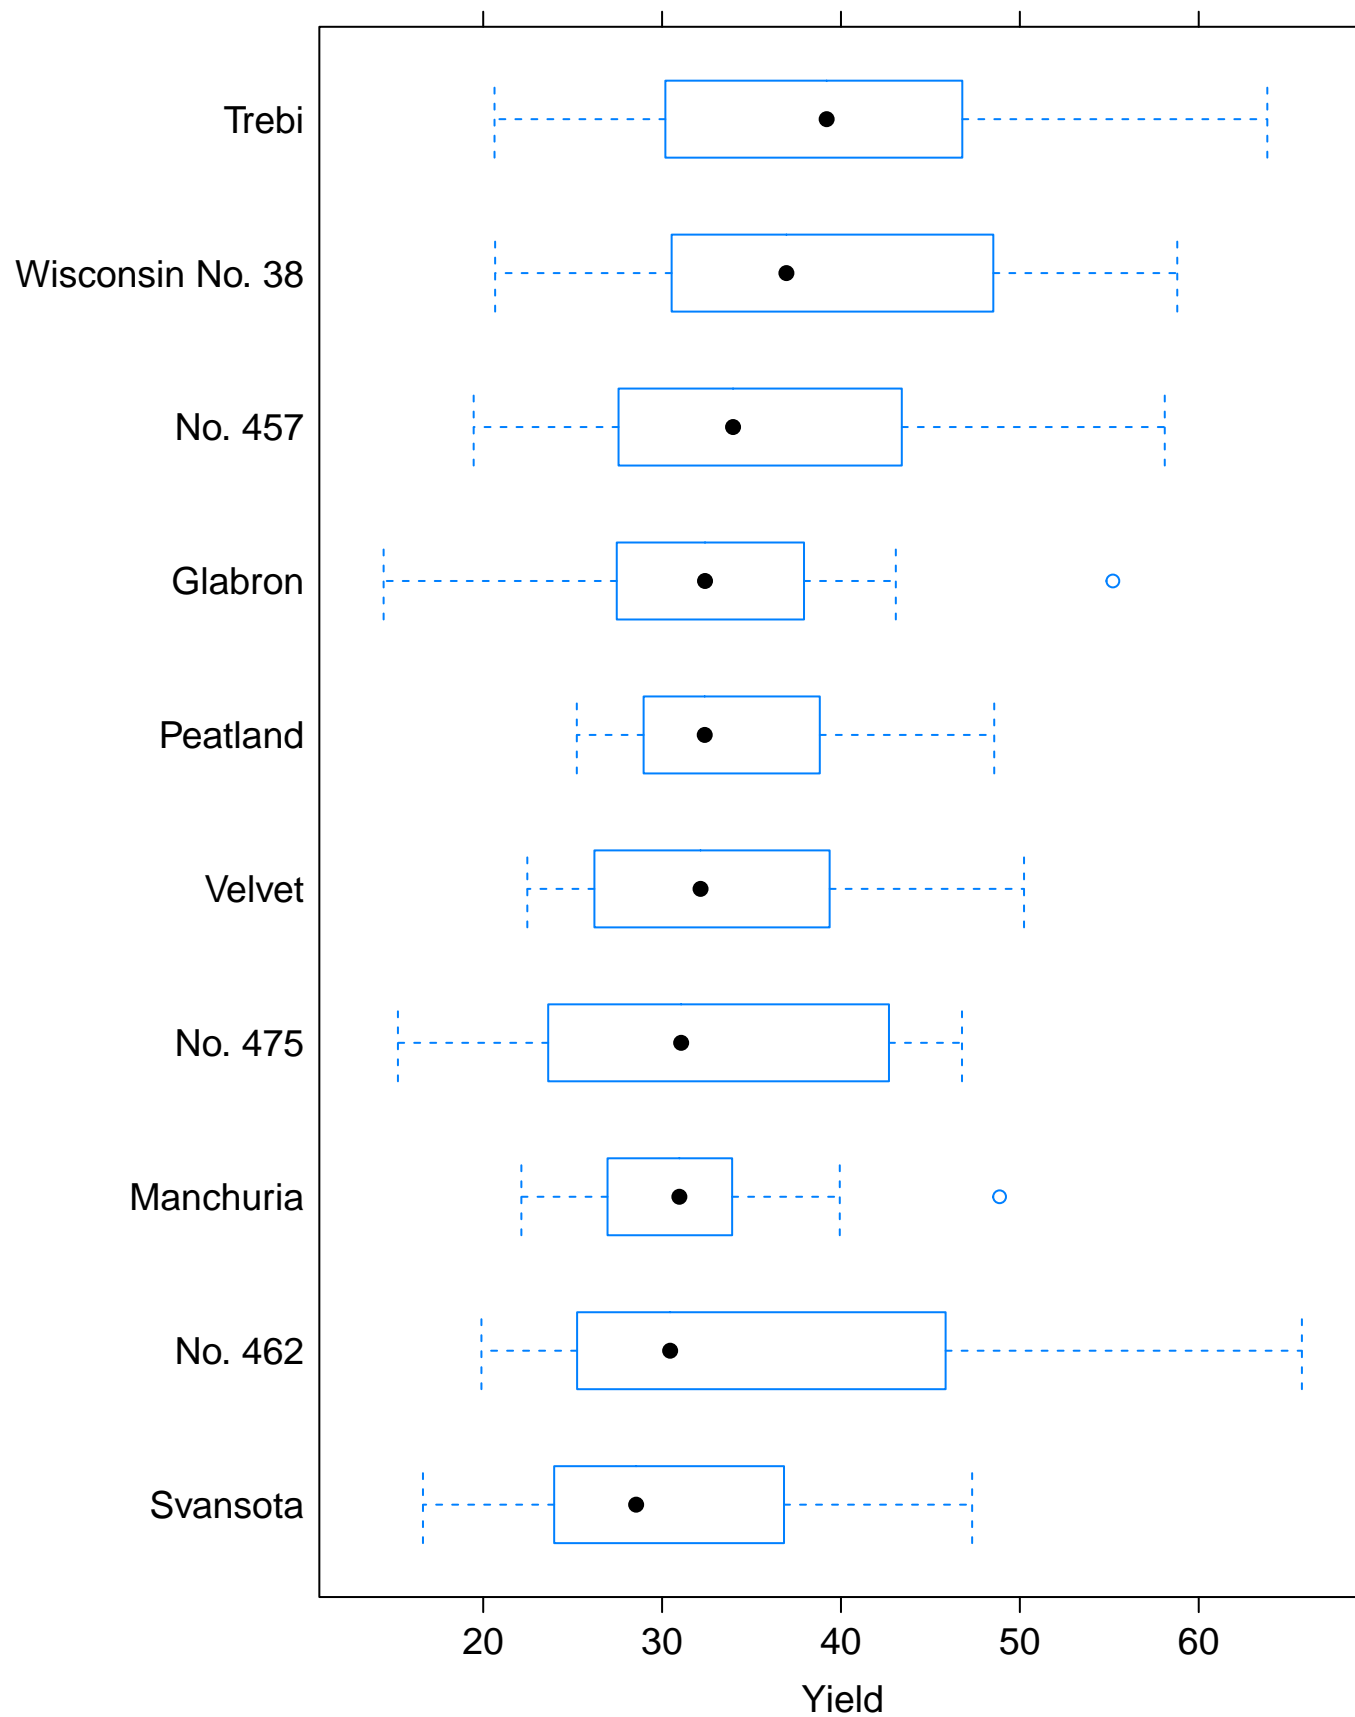 Trebi
Wisconsin No. 38
No. 457
Glabron
Peatland
Velvet
No. 475
Manchuria
No. 462
Svansota
20 30 40 50 60
Yield